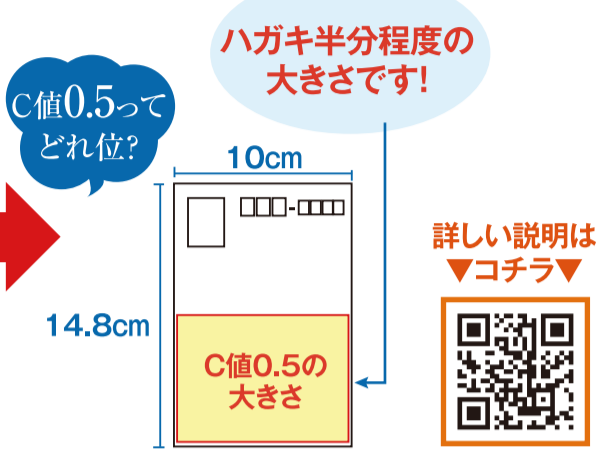 ハガキ半分程度の
大きさです!
C値0.5って
どれ位?
10cm
14.8cm
C値0.5の
大きさ
詳しい説明は
▼コチラ▼